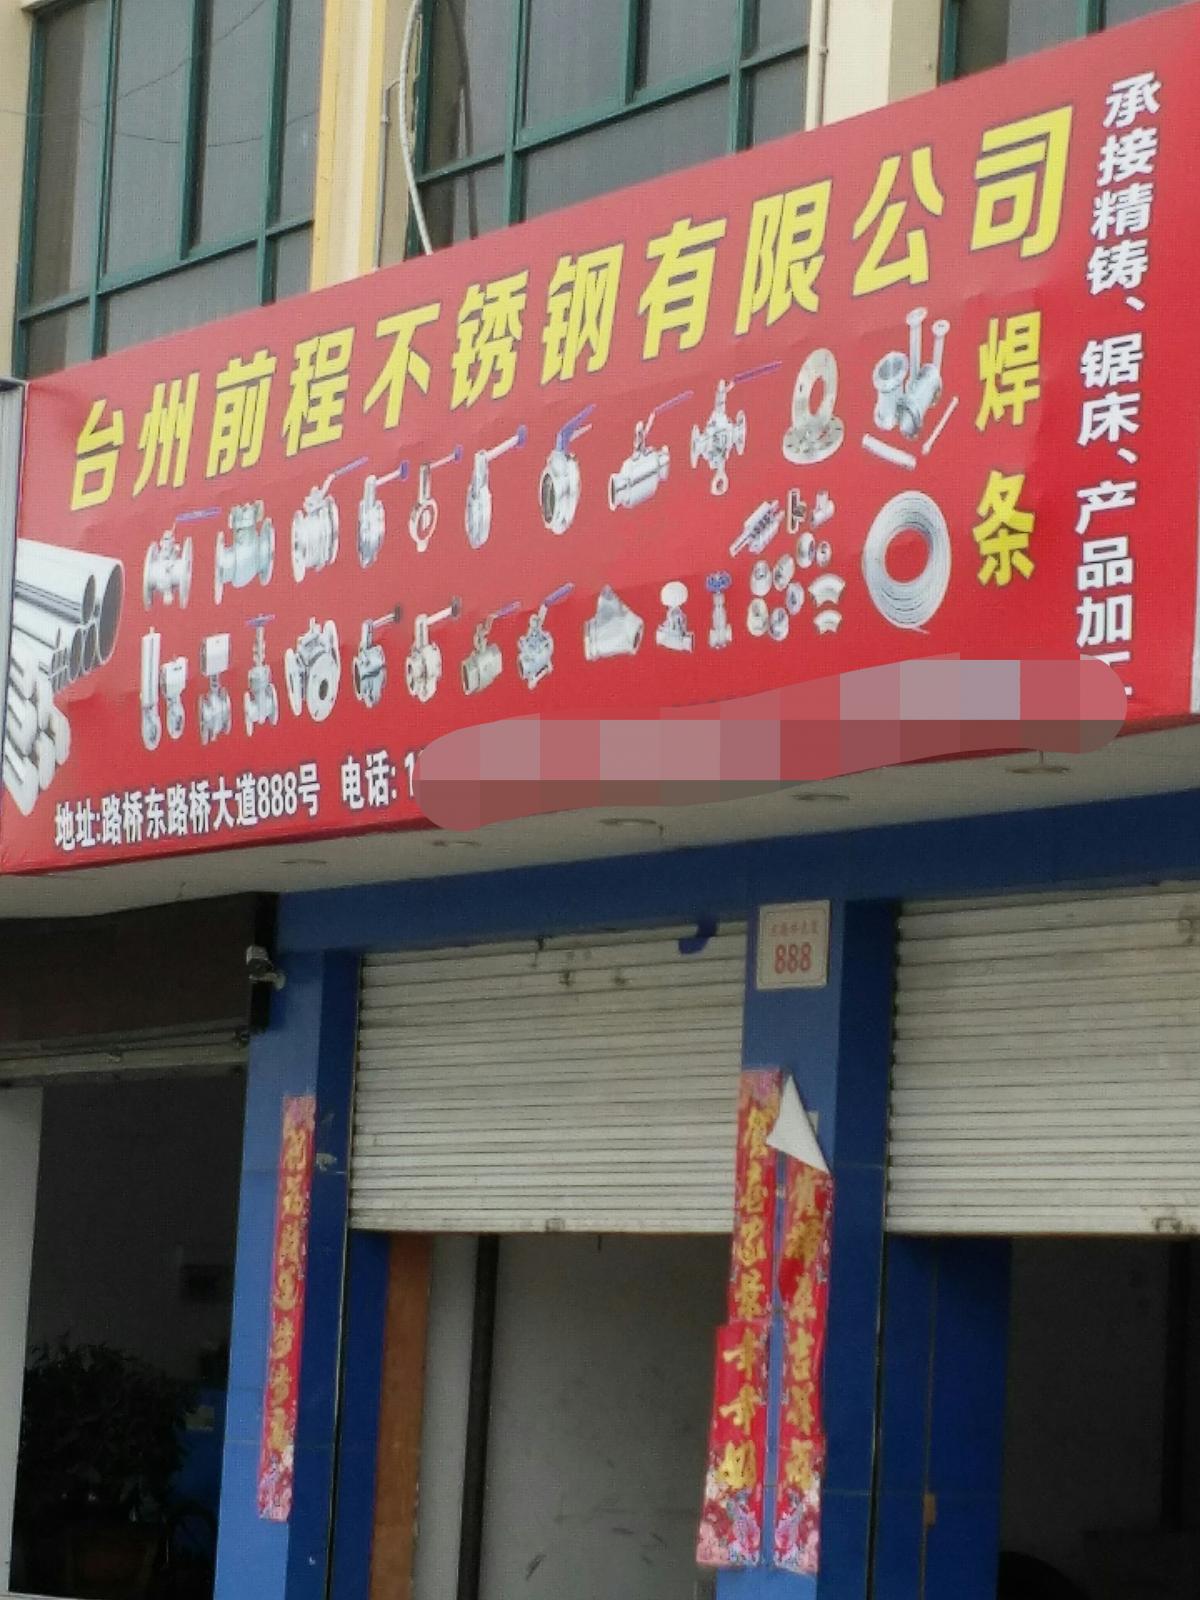 台州前程不锈钢有限公司
焊条
承接精铸、锯床、产品加工
地址:路桥东路桥大道888号 电话: 1
888